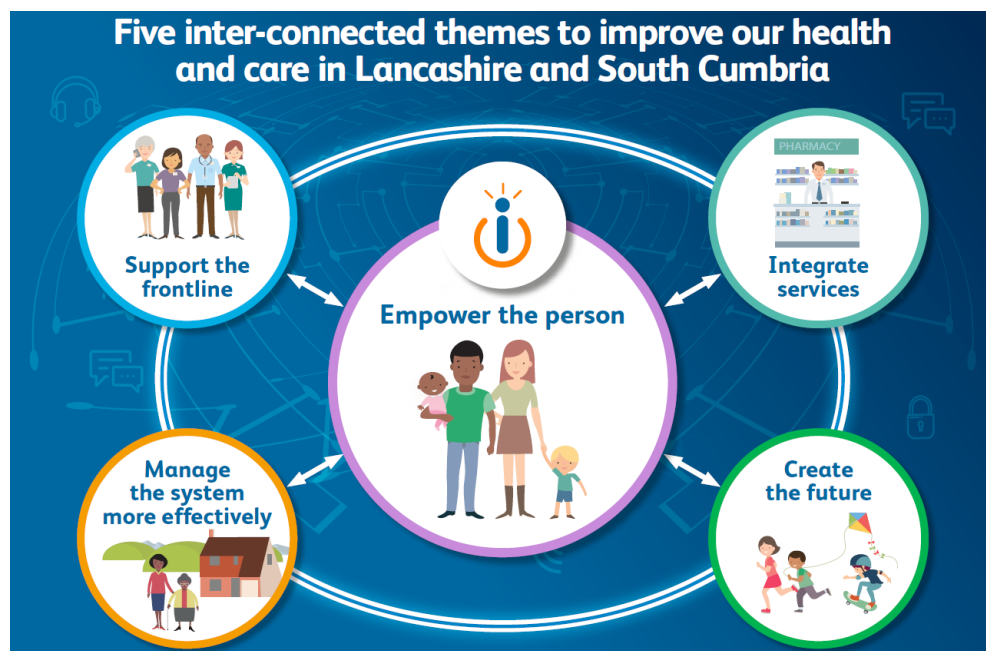 Five inter-connected themes to improve our health
and care in Lancashire and South Cumbria
PHARMACY
Support the
frontline
Integrate
services
Empower the person
Manage
the system
more effectively
Create
the future